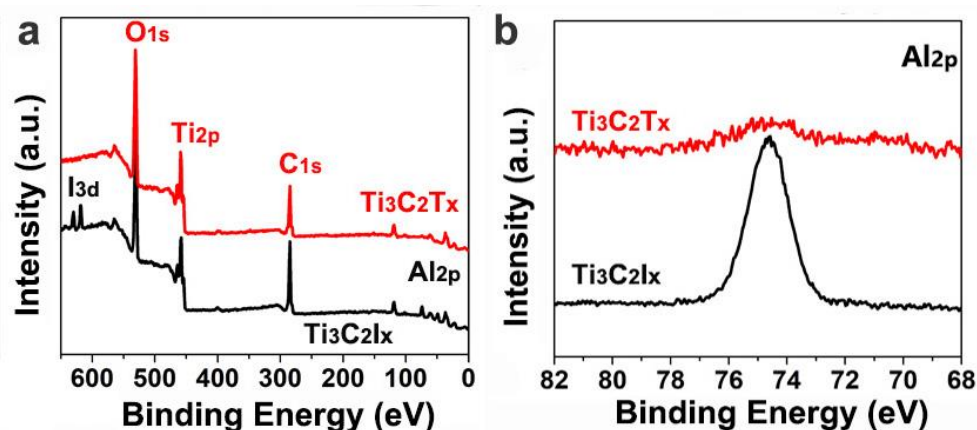 a
O1s
Ti2p
C1s
I3d
Ti3C2Tx
Al2p
Ti3C2Ix
Intensity (a.u.)
600 500 400 300 200 100 0
Binding Energy (eV)
b
Al2p
Ti3C2Tx
Ti3C2Ix
Intensity (a.u.)
82 80 78 76 74 72 70 68
Binding Energy (eV)